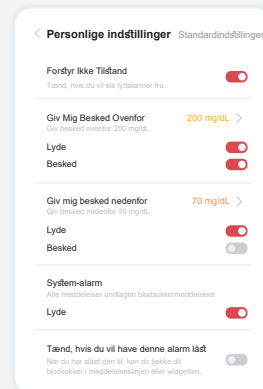 Personlige indstillinger Standardindstillinger
Forstyr Ikke Tilstand
Tænd, hvis du vil slå lydalarmer fra.
Giv Mig Besked Ovenfor 200 mg/dL
Giv besked ovenfor 200 mg/dL
Lyde
Besked
Giv mig besked nedenfor 70 mg/dL
Giv besked nedenfor 70 mg/dL
Lyde
Besked
System-alarm
Alle meddelelser undtagen blodsukkermeddelelser
Lyde
Tænd, hvis du vil have denne alarm låst
Når du har slået den til, kan du tjekke dit
blodsukker i meddelelseslinjen eller widgetten.